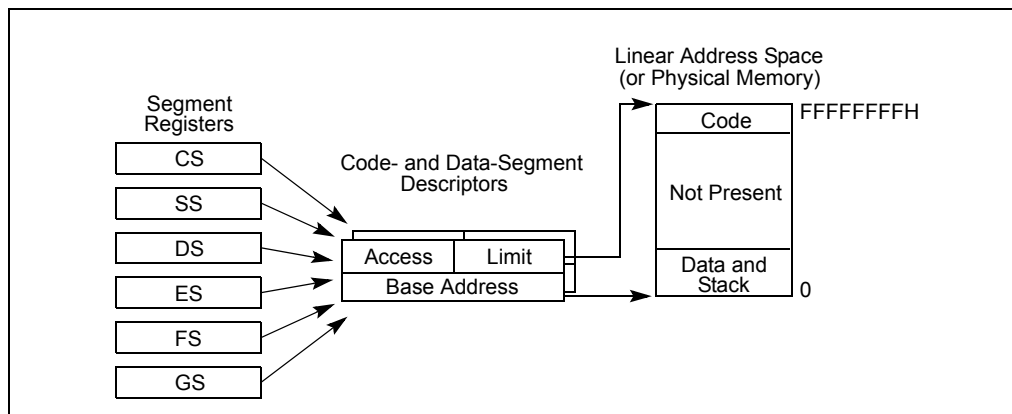 Linear Address Space
(or Physical Memory)
Segment
Registers
FFFFFFFFH
Code
CS
Code- and Data-Segment
Descriptors
SS
Not Present
DS
Access
Limit
Data and
Stack
ES
Base Address
0
FS
GS